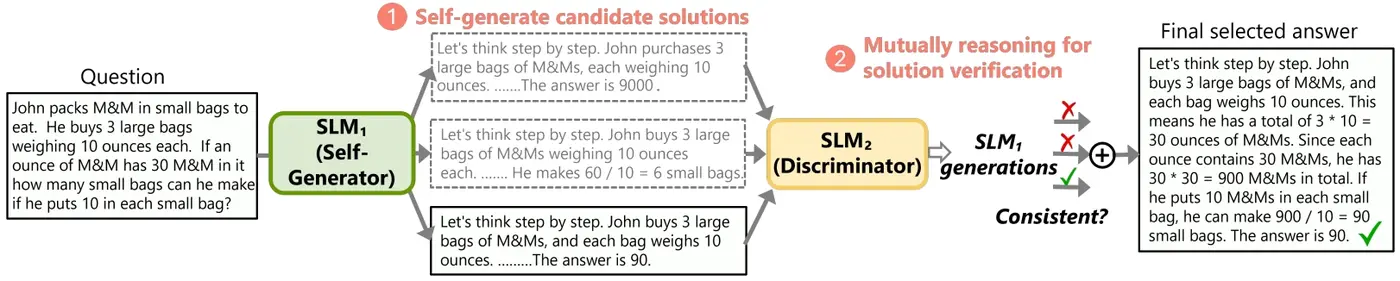 Question
John packs M&M in small bags to
eat. He buys 3 large bags
weighing 10 ounces each. If an
ounce of M&M has 30 M&M in it
how many small bags can he make
if he puts 10 in each small bag?
SLM₁
(Self-
Generator)
1 Self-generate candidate solutions
Let's think step by step. John purchases 3
large bags of M&Ms, each weighing 10
ounces. .......The answer is 9000.
Let's think step by step. John buys 3 large
bags of M&Ms weighing 10 ounces
each. ....... He makes 60 / 10 = 6 small bags.
Let's think step by step. John buys 3 large
bags of M&Ms, and each bag weighs 10
ounces. .........The answer is 90.
2 Mutually reasoning for
solution verification
SLM₂
(Discriminator)
SLM₁
generations
Consistent?
Final selected answer
Let's think step by step. John
buys 3 large bags of M&Ms, and
each bag weighs 10 ounces. This
means he has a total of 3 * 10 =
30 ounces of M&Ms. Since each
ounce contains 30 M&Ms, he has
30 * 30 = 900 M&Ms in total. If
he puts 10 M&Ms in each small
bag, he can make 900 / 10 = 90
small bags. The answer is 90.